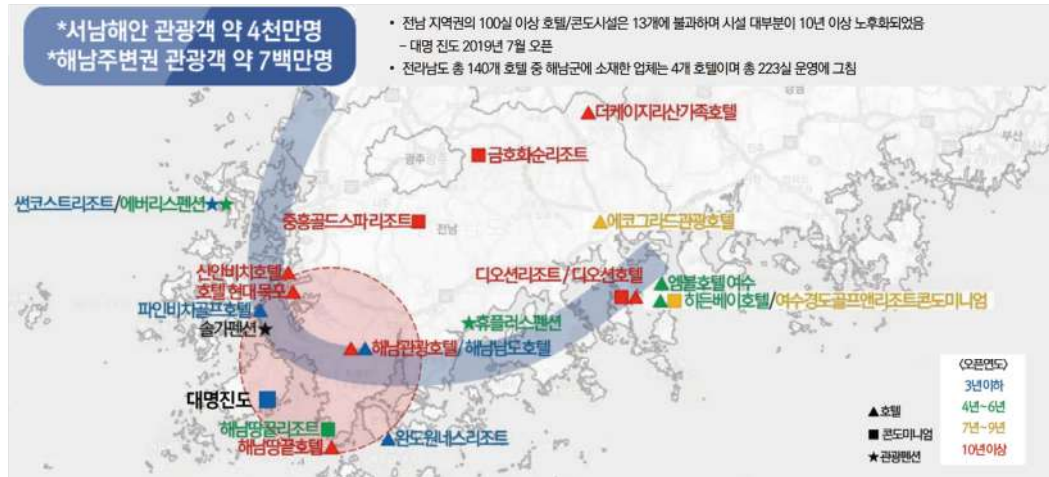 *서남해안 관광객 약 4천만명
*해남주변권 관광객 약 7백만명
• 전남 지역권의 100실 이상 호텔/콘도시설은 13개에 불과하며 시설 대부분이 10년 이상 노후화되었음
– 대명 진도 2019년 7월 오픈
• 전라남도 총 140개 호텔 중 해남군에 소재한 업체는 4개 호텔이며 총 223실 운영에 그침
▲더케이지리산가족호텔
부산
광주
■금호화순리조트
썬코스트리조트/에버리스펜션★★
중흥골드스파리조트■
전남
▲에코그라드관광호텔
신안비치호텔▲
호텔 현대 목포▲
디오션리조트 / 디오션호텔
■▲
▲엠블호텔 여수
▲■히든베이호텔/여수경도골프앤리조트콘도미니엄
파인비치골프호텔▲
솔가펜션★
★휴플러스펜션
▲▲해남관광호텔/해남남도호텔
대명진도■
해남땅끝리조트■
해남땅끝호텔▲
▲완도원네스리조트
▲호텔
■콘도미니엄
★관광펜션
<오픈연도>
3년이하
4년~6년
7년~9년
10년이상